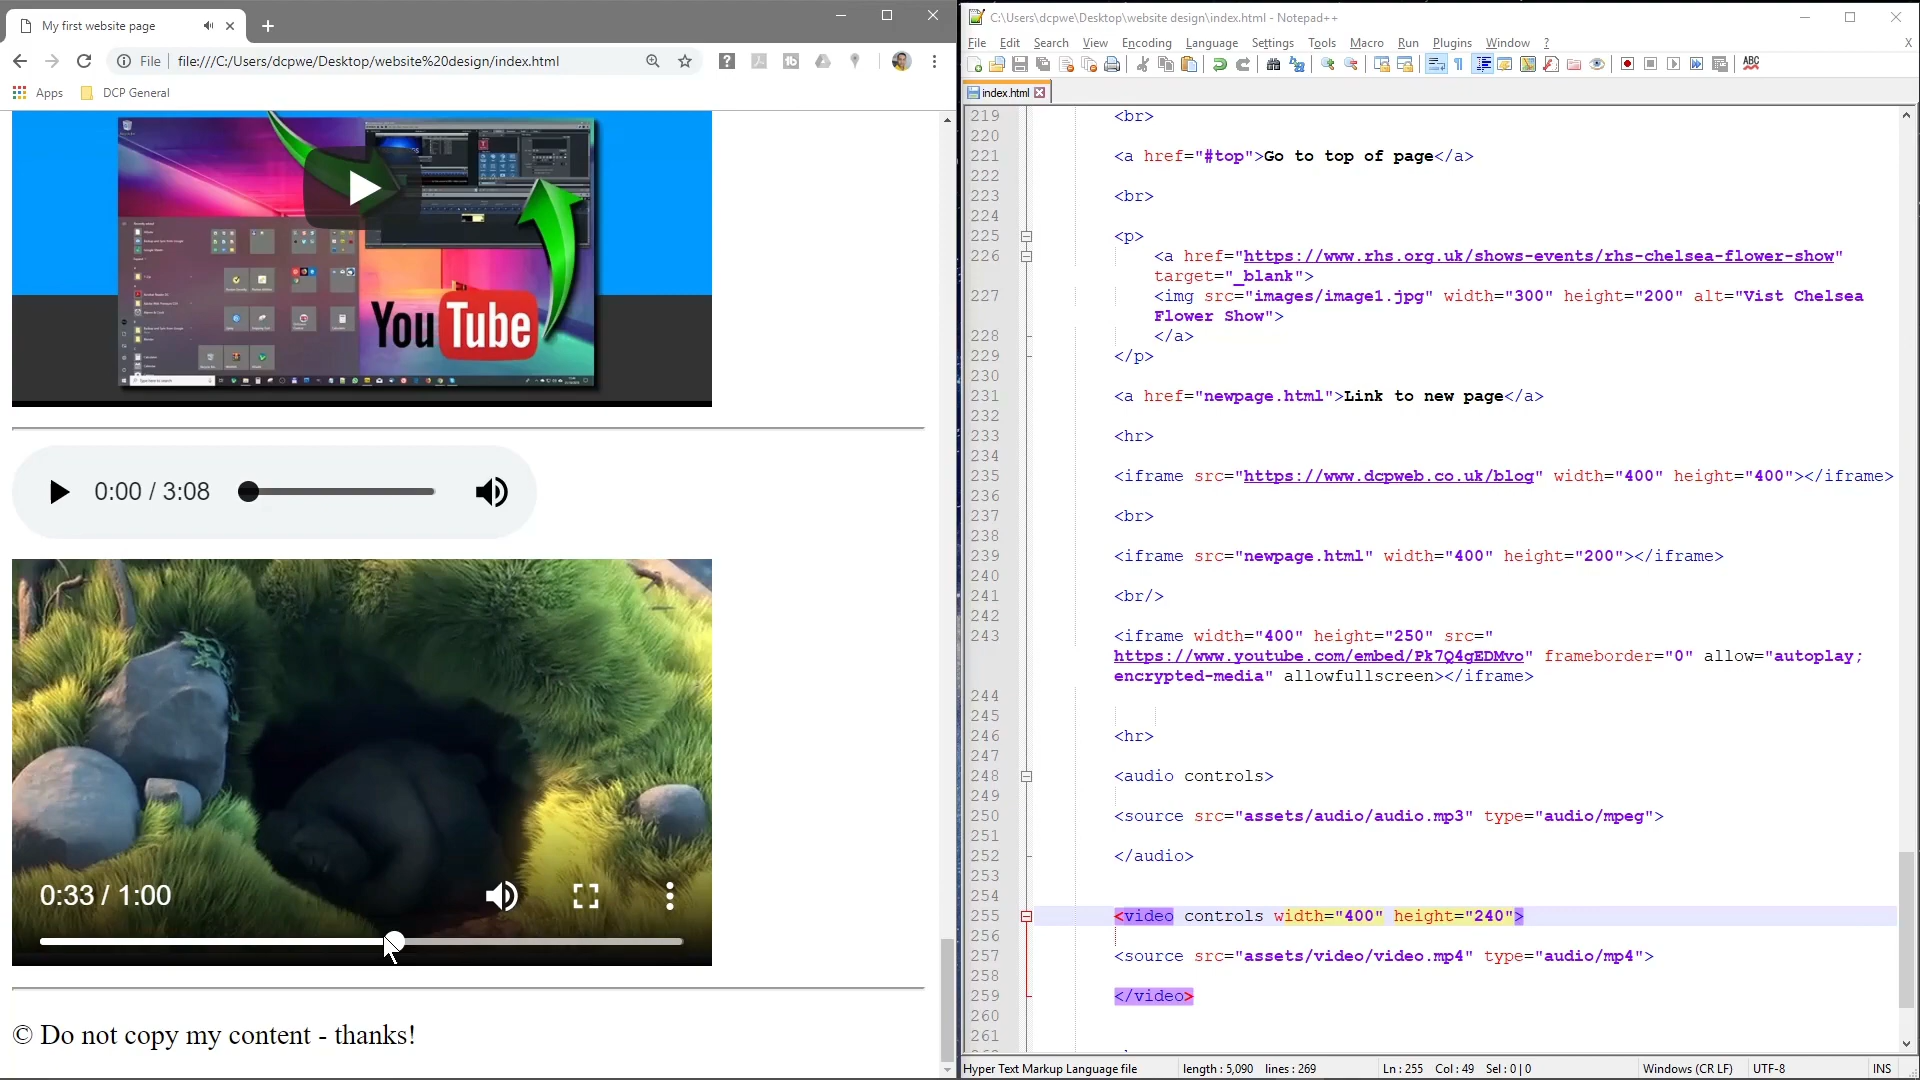 My first website page
File
file:///C:/Users/dcpwe/Desktop/website%20design/index.html
Apps
DCP General
YouTube
0:00 / 3:08
0:33 / 1:00
© Do not copy my content - thanks!
C:\Users\dcpwe\Desktop\website design\index.html - Notepad++
File Edit Search View Encoding Language Settings Tools Macro Run Plugins Window ? X
ABC
index.html
219 <br>
220
221 <a href="#top">Go to top of page</a>
222
223 <br>
224
225 <p>
226 <a href="https://www.rhs.org.uk/shows-events/rhs-chelsea-flower-show"
target="_blank">
227 <img src="images/image1.jpg" width="300" height="200" alt="Vist Chelsea
Flower Show">
228 </a>
229 </p>
230
231 <a href="newpage.html">Link to new page</a>
232
233 <hr>
234
235 <iframe src="https://www.dcpweb.co.uk/blog" width="400" height="400"></iframe>
236
237 <br>
238
239 <iframe src="newpage.html" width="400" height="200"></iframe>
240
241 <br/>
242
243 <iframe width="400" height="250" src="
https://www.youtube.com/embed/Pk7Q4gEDMvo" frameborder="0" allow="autoplay;
encrypted-media" allowfullscreen></iframe>
244
245
246 <hr>
247
248 <audio controls>
249
250 <source src="assets/audio/audio.mp3" type="audio/mpeg">
251
252 </audio>
253
254
255 <video controls width="400" height="240">
256
257 <source src="assets/video/video.mp4" type="audio/mp4">
258
259 </video>
260
261
Hyper Text Markup Language file length : 5,090 lines : 269 Ln : 255 Col : 49 Sel : 0 | 0 Windows (CR LF) UTF-8 INS